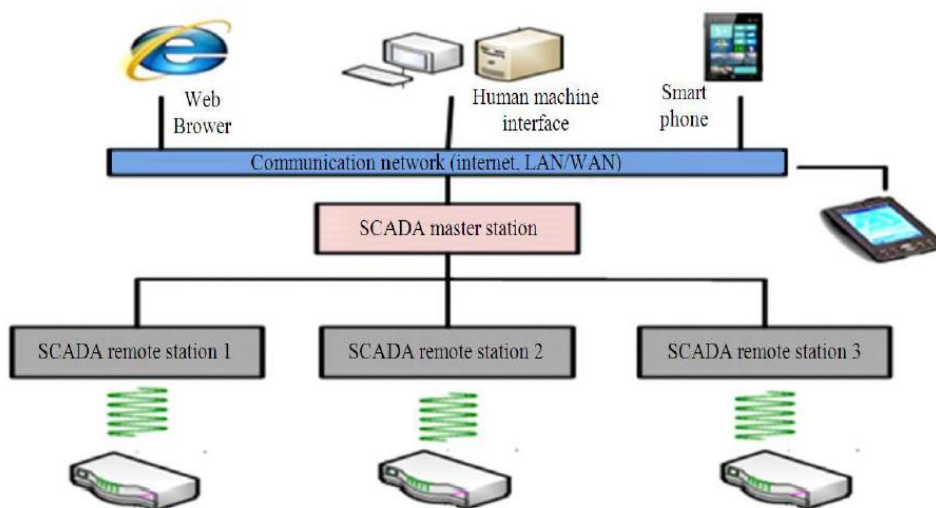 Web
Brower
Human machine
interface
Smart
phone
Communication network (internet, LAN/WAN)
SCADA master station
SCADA remote station 1
SCADA remote station 2
SCADA remote station 3